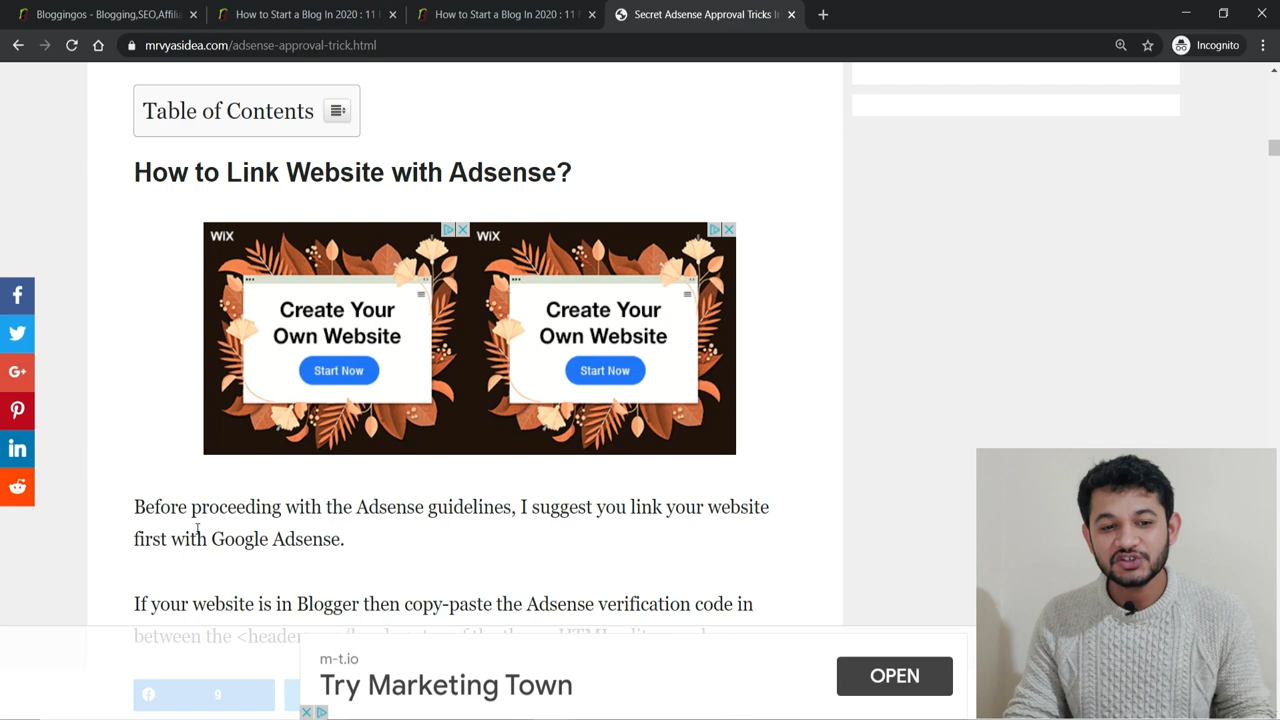 Bloggingos - Blogging,SEO,Affili
How to Start a Blog In 2020 : 11
How to Start a Blog In 2020 : 11
Secret Adsense Approval Tricks I
mrvyasidea.com/adsense-approval-trick.html
Incognito
Table of Contents
How to Link Website with Adsense?
WiX
Create Your
Own Website
Start Now
WiX
Create Your
Own Website
Start Now
Before proceeding with the Adsense guidelines, I suggest you link your website
first with Google Adsense.
If your website is in Blogger then copy-paste the Adsense verification code in
between the <header
9
m-t.io
Try Marketing Town
OPEN